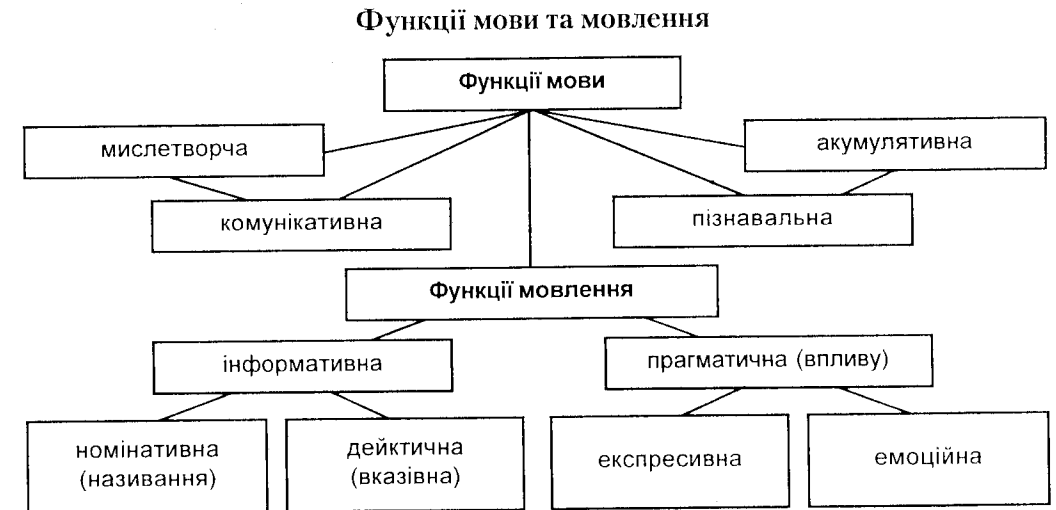 Функції мови та мовлення
Функції мови
мислетворча
акумулятивна
комунікативна
пізнавальна
Функції мовлення
інформативна
прагматична (впливу)
номінативна
(називання)
дейктична
(вказівна)
експресивна
емоційна